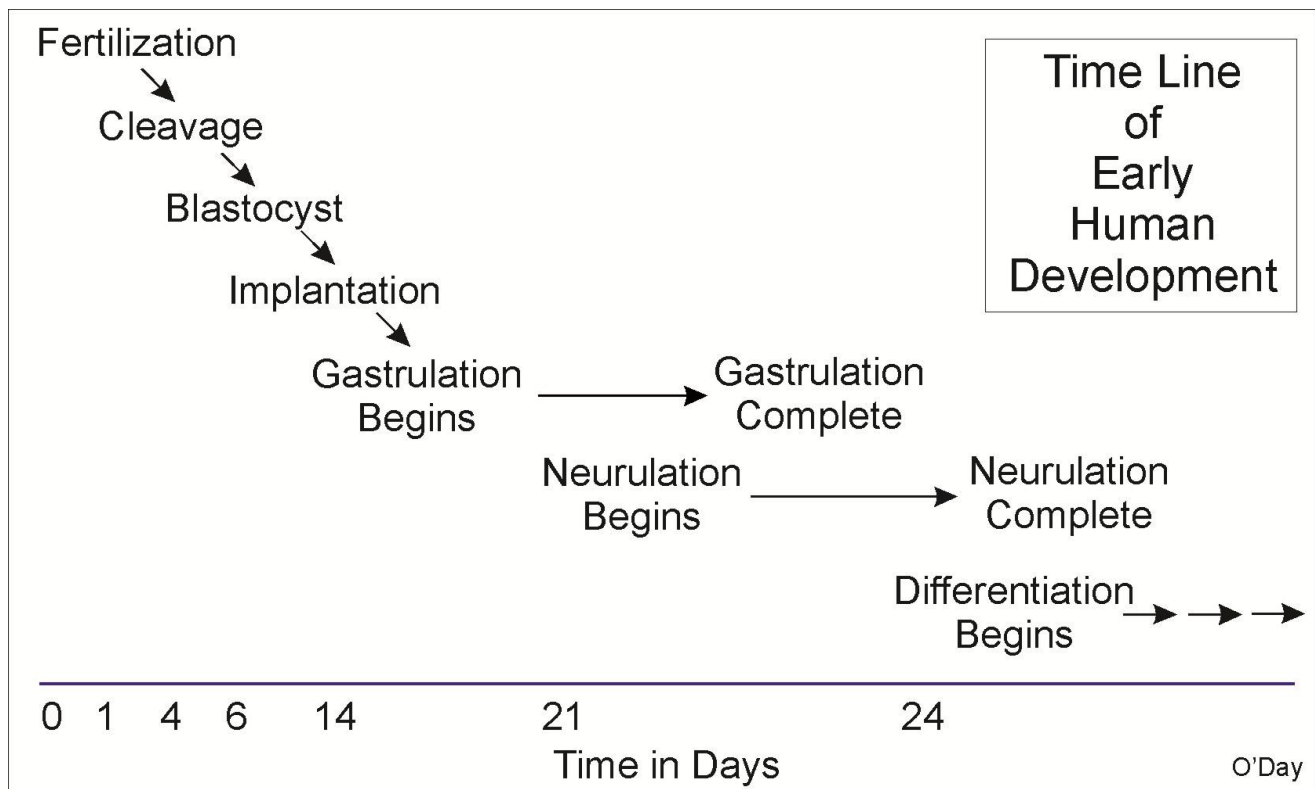 Fertilization
Cleavage
Blastocyst
Implantation
Gastrulation
Begins
Gastrulation
Complete
Neurulation
Begins
Neurulation
Complete
Differentiation
Begins
Time Line
of
Early
Human
Development
0 1 4 6 14 21 24
Time in Days
O'Day